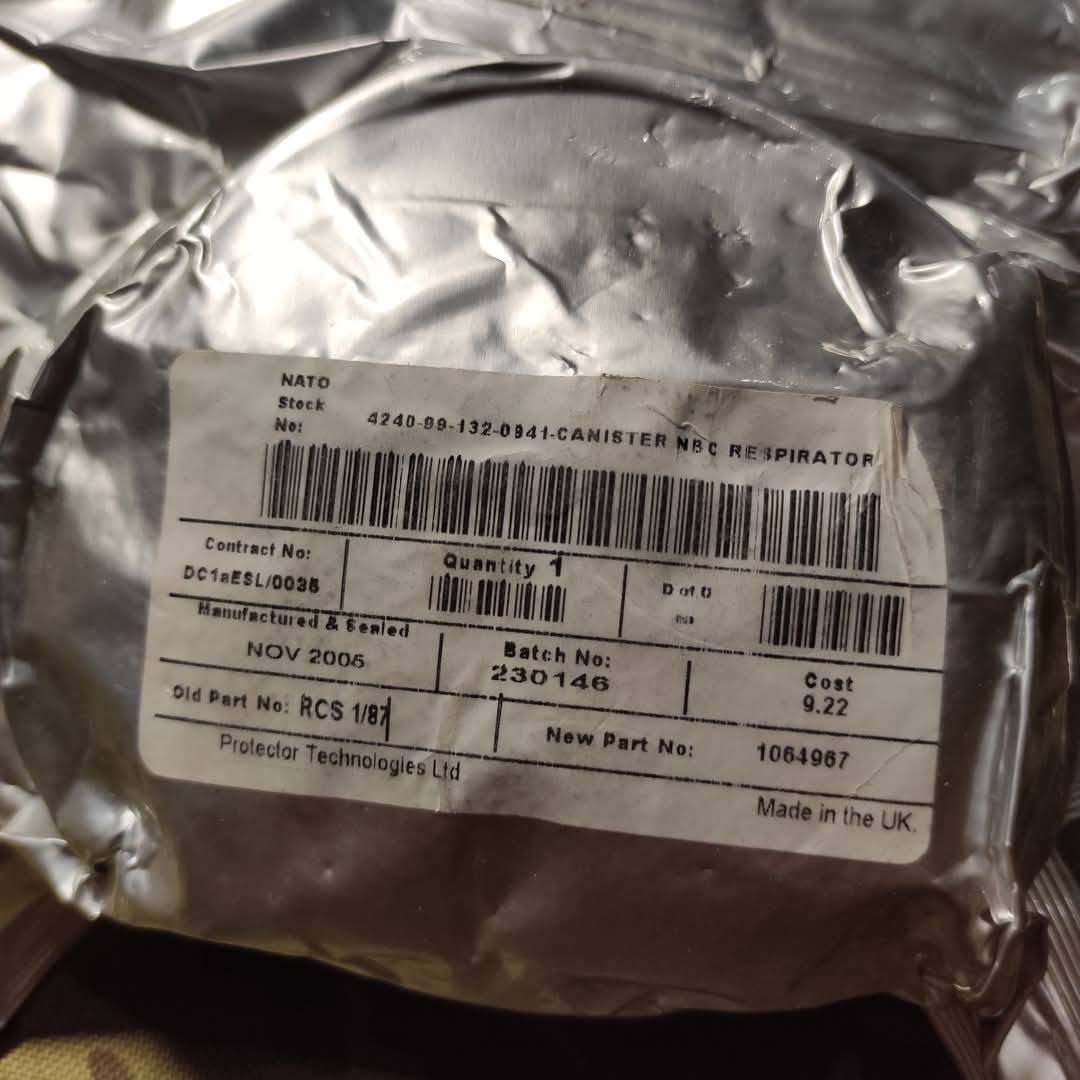 NATO
Stock
No: 4240-99-132-0941-CANISTER NBC RESPIRATOR
Contract No:
DC1aESL/0035
Quantity 1
D of
Manufactured & Sealed
NOV 2005
Batch No:
230146
Cost
9.22
Old Part No: RCS 1/87
New Part No: 1064967
Protector Technologies Ltd
Made in the UK.